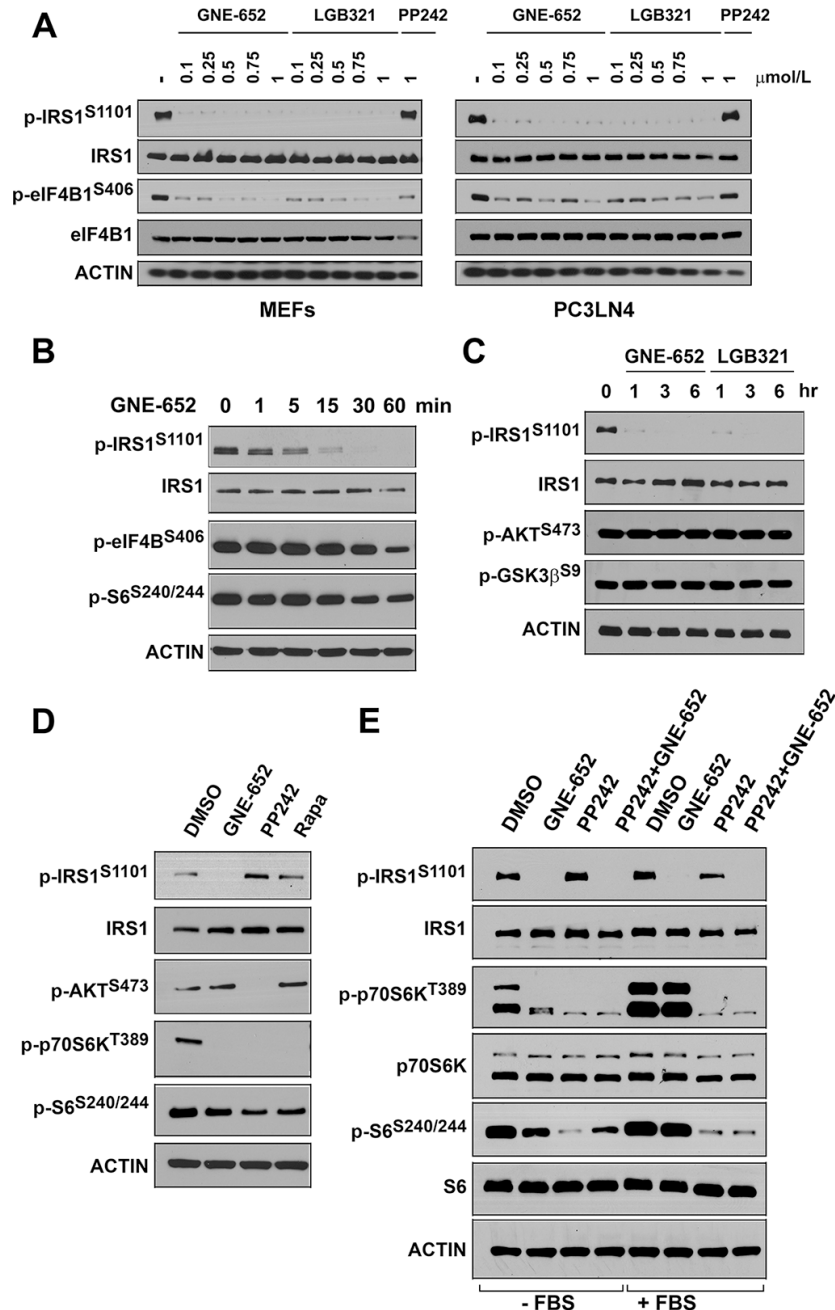 A
GNE-652 LGB321 PP242 GNE-652 LGB321 PP242
- 0.1 0.25 0.5 0.75 1 0.1 0.25 0.5 0.75 1 1 - 0.1 0.25 0.5 0.75 1 0.1 0.25 0.5 0.75 1 1 μmol/L
p-IRS1S1101
IRS1
p-eIF4B1S406
eIF4B1
ACTIN
MEFs PC3LN4
B
GNE-652 0 1 5 15 30 60 min
p-IRS1S1101
IRS1
p-eIF4BS406
p-S6S240/244
ACTIN
C
GNE-652 LGB321
0 1 3 6 1 3 6 hr
p-IRS1S1101
IRS1
p-AKTS473
p-GSK3βS9
ACTIN
D
DMSO GNE-652 PP242 Rapa
p-IRS1S1101
IRS1
p-AKTS473
p-p70S6KT389
p-S6S240/244
ACTIN
E
DMSO GNE-652 PP242 PP242+GNE-652 DMSO GNE-652 PP242 PP242+GNE-652
p-IRS1S1101
IRS1
p-p70S6KT389
p70S6K
p-S6S240/244
S6
ACTIN
- FBS + FBS